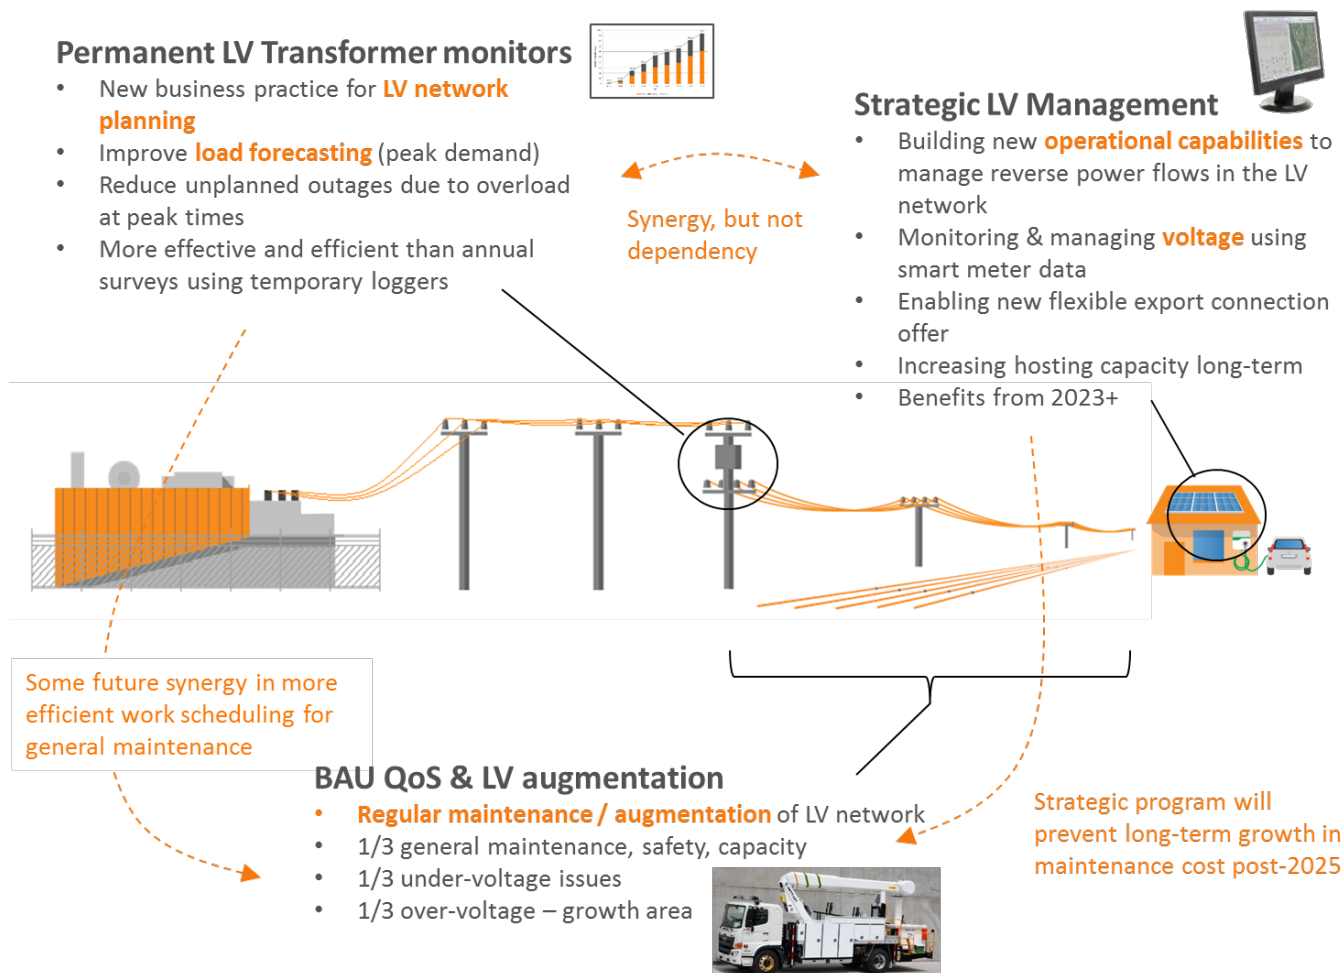 Permanent LV Transformer monitors
• New business practice for LV network
planning
• Improve load forecasting (peak demand)
• Reduce unplanned outages due to overload
at peak times
• More effective and efficient than annual
surveys using temporary loggers
Synergy, but not
dependency
Strategic LV Management
• Building new operational capabilities to
manage reverse power flows in the LV
network
• Monitoring & managing voltage using
smart meter data
• Enabling new flexible export connection
offer
• Increasing hosting capacity long-term
• Benefits from 2023+
Some future synergy in more
efficient work scheduling for
general maintenance
BAU QoS & LV augmentation
• Regular maintenance / augmentation of LV network
• 1/3 general maintenance, safety, capacity
• 1/3 under-voltage issues
• 1/3 over-voltage – growth area
Strategic program will
prevent long-term growth in
maintenance cost post-2025